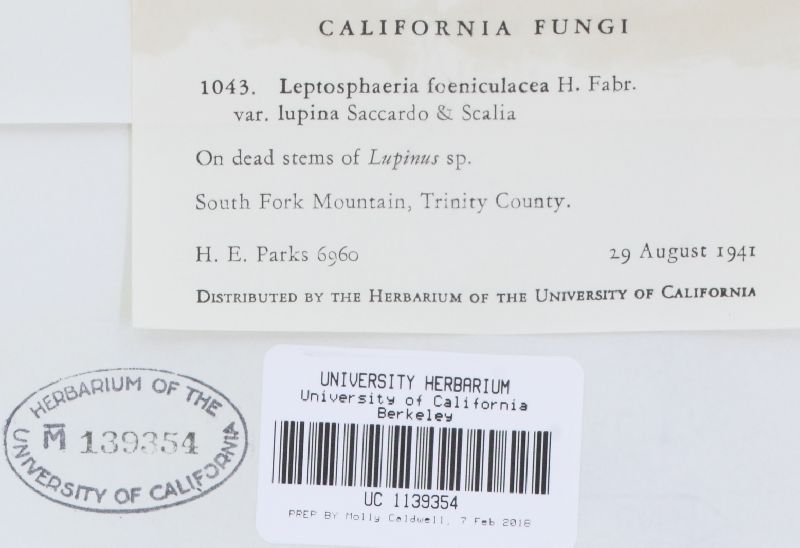 CALIFORNIA FUNGI
1043. Leptosphaeria foeniculacea H. Fabr.
var. lupina Saccardo & Scalia
On dead stems of Lupinus sp.
South Fork Mountain, Trinity County.
H. E. Parks 6960 29 August 1941
DISTRIBUTED BY THE HERBARIUM OF THE UNIVERSITY OF CALIFORNIA
HERBARIUM OF THE
M̅ 139354
UNIVERSITY OF CALIFORNIA
UNIVERSITY HERBARIUM
University of California
Berkeley
UC 1139354
PREP BY Molly Caldwell, 7 Feb 2018